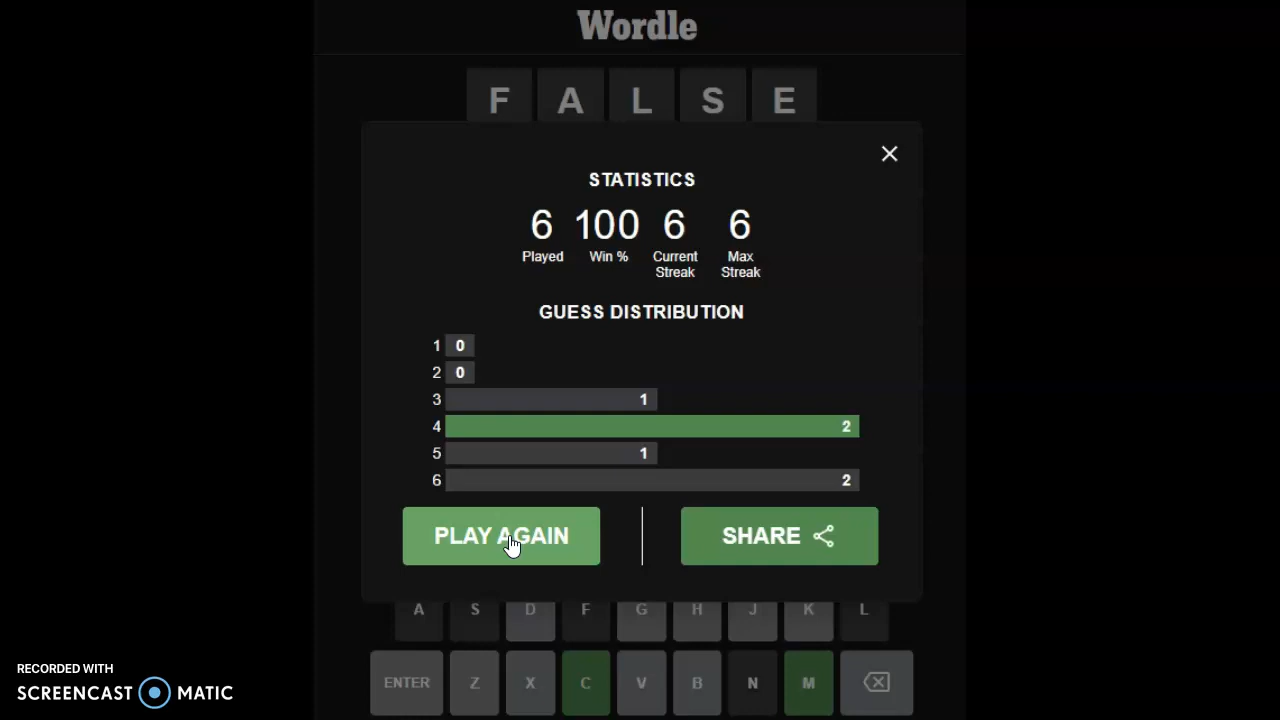 Wordle
F A L S E
STATISTICS
6 100 6 6
Played Win % Current Streak Max Streak
GUESS DISTRIBUTION
1 0
2 0
3 1
4 2
5 1
6 2
PLAY AGAIN SHARE
A S D F G H J K L
ENTER Z X C V B N M
RECORDED WITH
SCREENCAST MATIC